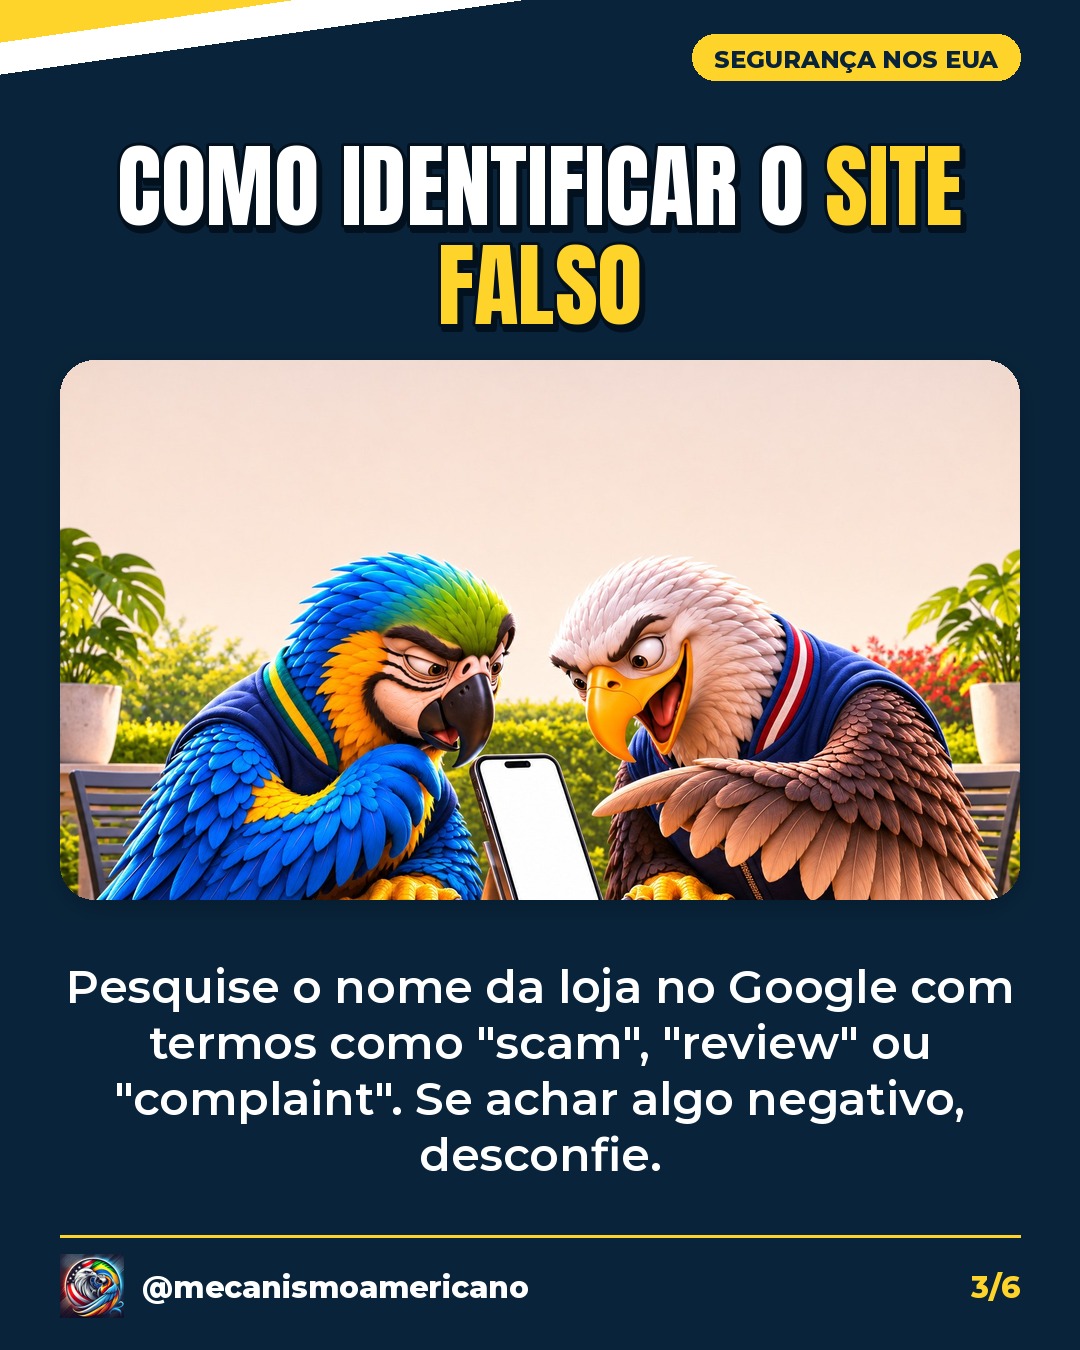 SEGURANÇA NOS EUA
COMO IDENTIFICAR O SITE
FALSO
Pesquise o nome da loja no Google com
termos como "scam", "review" ou
"complaint". Se achar algo negativo,
desconfie.
@mecanismoamericano
3/6